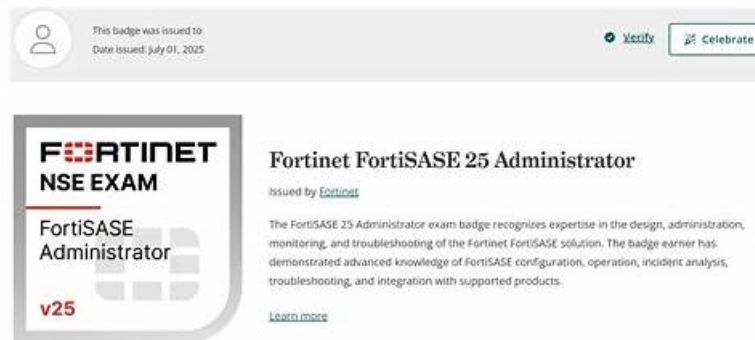 This badge was issued to
Date issued: July 01, 2025
Verify
Celebrate
FORTINET
NSE EXAM
FortiSASE
Administrator
v25
Fortinet FortiSASE 25 Administrator
Issued by Fortinet
The FortiSASE 25 Administrator exam badge recognizes expertise in the design, administration,
monitoring, and troubleshooting of the Fortinet FortiSASE solution. The badge earner has
demonstrated advanced knowledge of FortiSASE configuration, operation, incident analysis,
troubleshooting, and integration with supported products.
Learn more